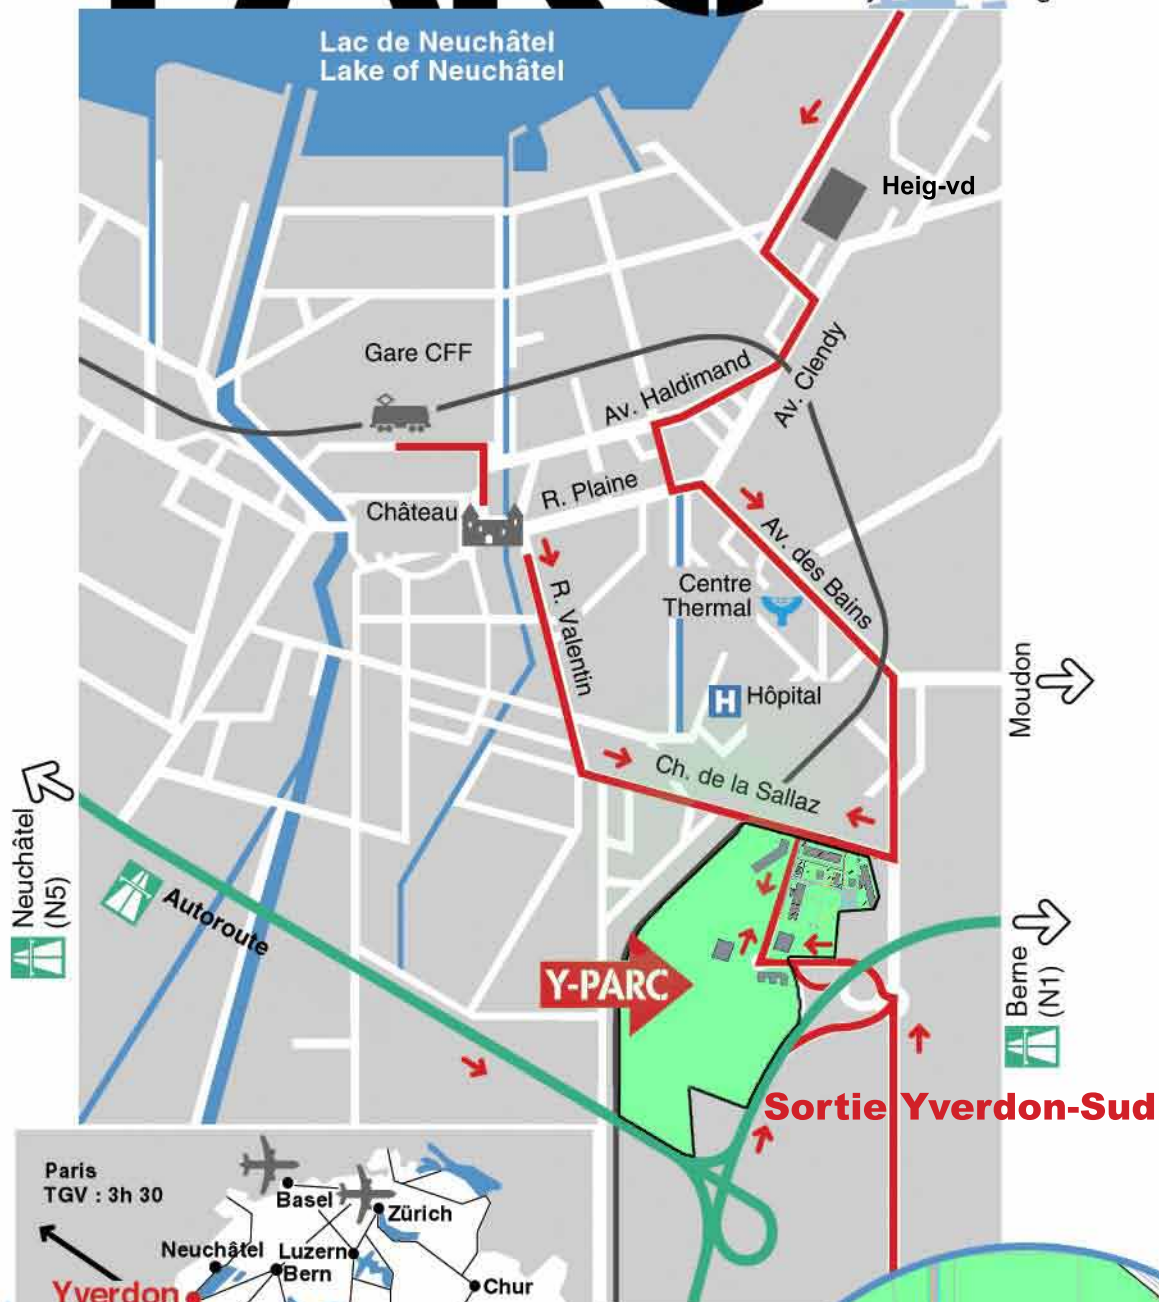 PARC
Lac de Neuchâtel
Lake of Neuchâtel
Heig-vd
Gare CFF
Av. Haldimand
Av. Clendy
R. Plaine
Château
Av. des Bains
Centre
Thermal
R. Valentin
Hôpital
H
Moudon
Ch. de la Sallaz
Neuchâtel
(N5)
Autoroute
Y-PARC
Berne
(N1)
Sortie Yverdon-Sud
Paris
TGV : 3h 30
Basel
Zürich
Neuchâtel
Luzern
Bern
Yverdon
Chur